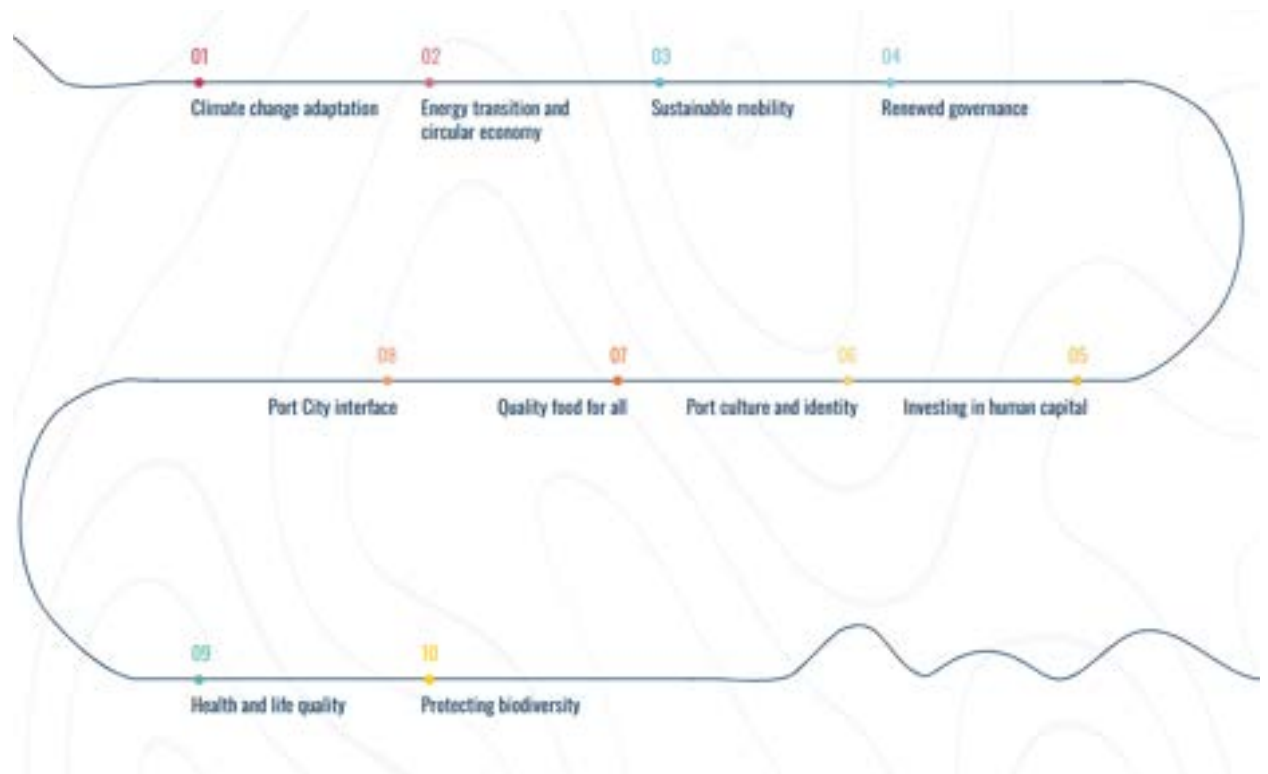 01
Climate change adaptation
02
Energy transition and
circular economy
03
Sustainable mobility
04
Renewed governance
05
Investing in human capital
06
Port culture and identity
07
Quality food for all
08
Port City interface
09
Health and life quality
10
Protecting biodiversity